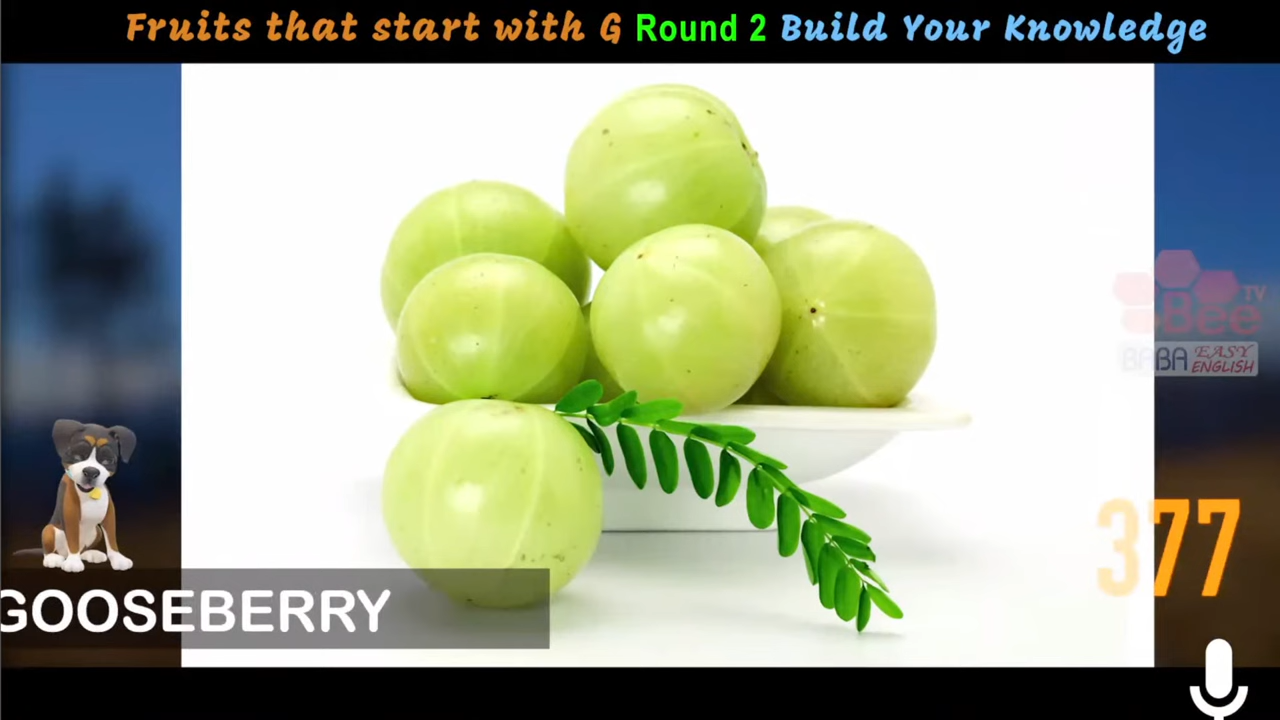 Fruits that start with G Round 2 Build Your Knowledge
Bee TV
BABA EASY ENGLISH
377
GOOSEBERRY